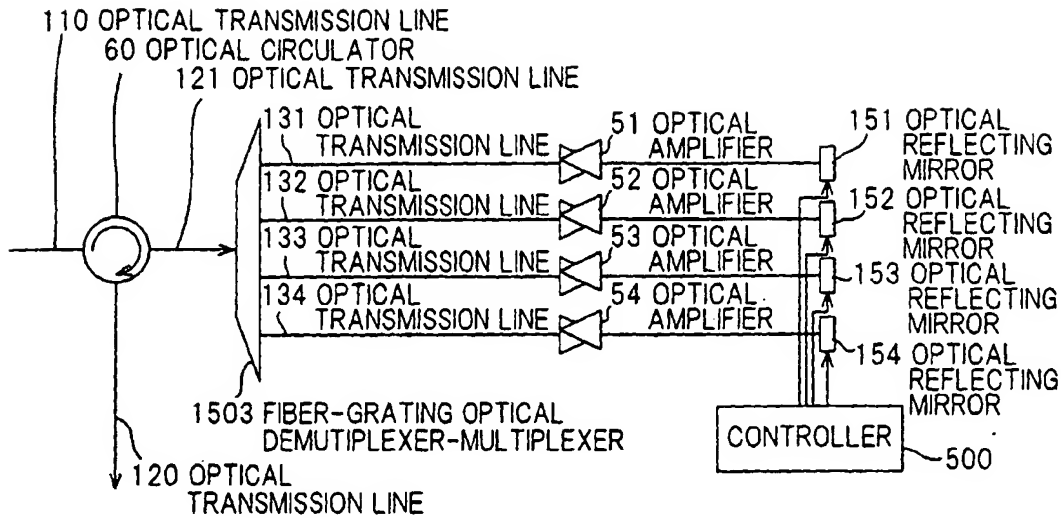 110 OPTICAL TRANSMISSION LINE
60 OPTICAL CIRCULATOR
121 OPTICAL TRANSMISSION LINE
131 OPTICAL
TRANSMISSION LINE
51 OPTICAL
AMPLIFIER
151 OPTICAL
REFLECTING
MIRROR
132 OPTICAL
TRANSMISSION LINE
52 OPTICAL
AMPLIFIER
152 OPTICAL
REFLECTING
MIRROR
133 OPTICAL
TRANSMISSION LINE
53 OPTICAL
AMPLIFIER
153 OPTICAL
REFLECTING
MIRROR
134 OPTICAL
TRANSMISSION LINE
54 OPTICAL
AMPLIFIER
154 OPTICAL
REFLECTING
MIRROR
1503 FIBER-GRATING OPTICAL
DEMUTIPLEXER-MULTIPLEXER
CONTROLLER
500
120 OPTICAL
TRANSMISSION LINE